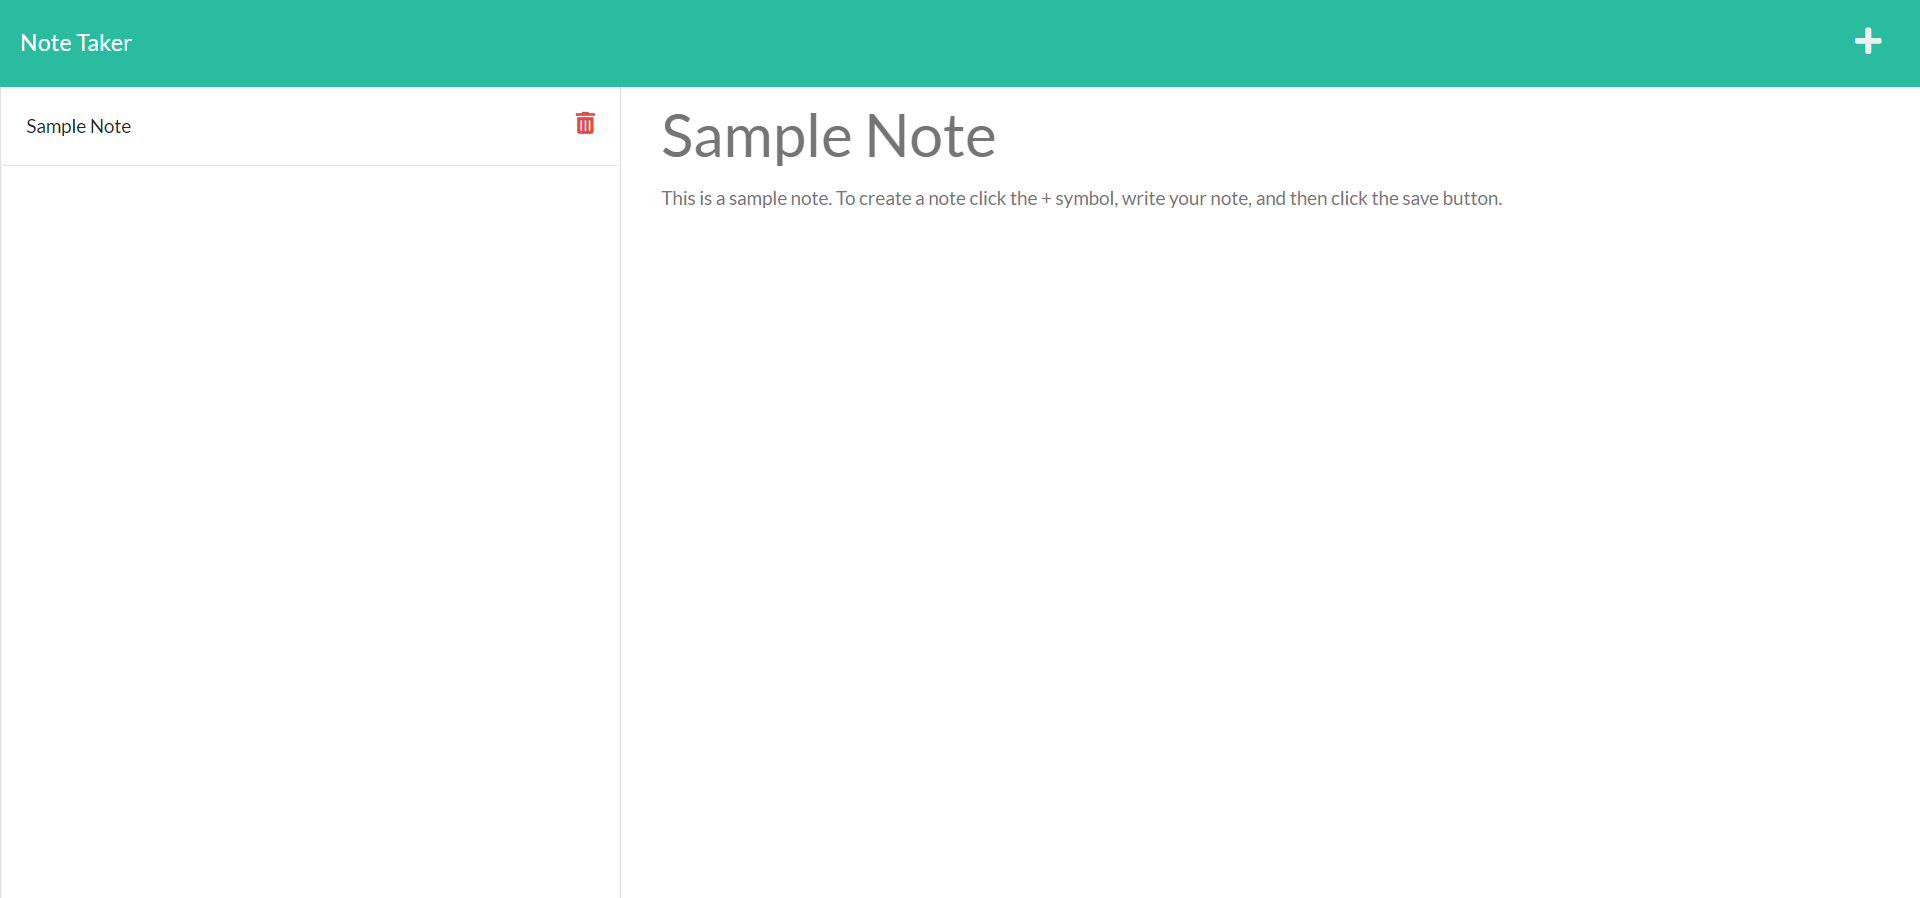 Note Taker
Sample Note
Sample Note
This is a sample note. To create a note click the + symbol, write your note, and then click the save button.